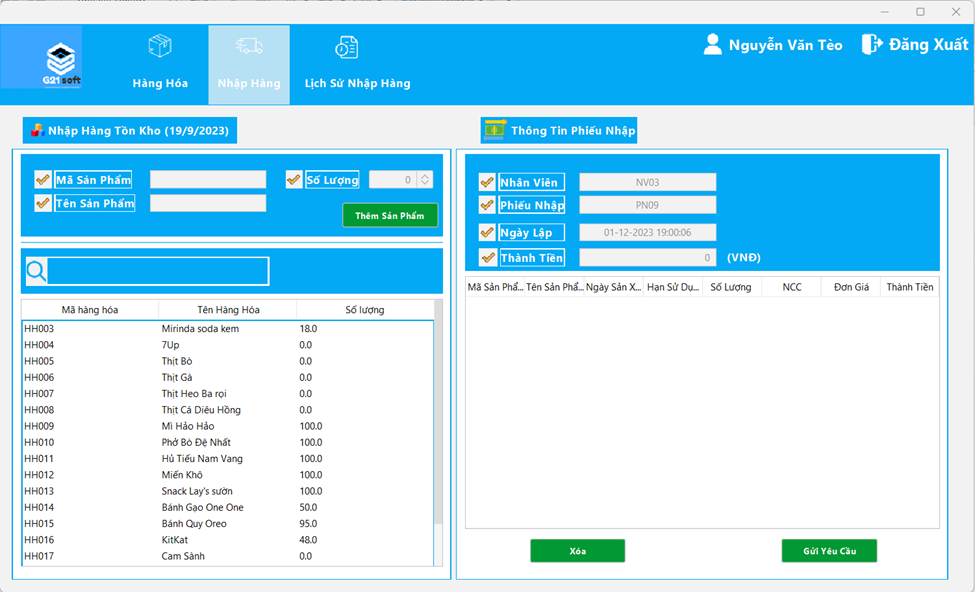 Nguyễn Văn Tèo
Đăng Xuất
G21 soft
Hàng Hóa
Nhập Hàng
Lịch Sử Nhập Hàng
Nhập Hàng Tồn Kho (19/9/2023)
Mã Sản Phẩm
Số Lượng
0
Tên Sản Phẩm
Thêm Sản Phẩm
Mã hàng hóa Tên Hàng Hóa Số lượng
HH003 Mirinda soda kem 18.0
HH004 7Up 0.0
HH005 Thịt Bò 0.0
HH006 Thịt Gà 0.0
HH007 Thịt Heo Ba rọi 0.0
HH008 Thịt Cá Diêu Hồng 0.0
HH009 Mì Hảo Hảo 100.0
HH010 Phở Bò Đệ Nhất 100.0
HH011 Hủ Tiếu Nam Vang 100.0
HH012 Miến Khô 100.0
HH013 Snack Lay's sườn 100.0
HH014 Bánh Gạo One One 50.0
HH015 Bánh Quy Oreo 95.0
HH016 KitKat 48.0
HH017 Cam Sành 0.0
Thông Tin Phiếu Nhập
Nhân Viên NV03
Phiếu Nhập PN09
Ngày Lập 01-12-2023 19:00:06
Thành Tiền 0 (VNĐ)
Mã Sản Phẩ... Tên Sản Phẩ... Ngày Sản X... Hạn Sử Dụ... Số Lượng NCC Đơn Giá Thành Tiền
Xóa
Gửi Yêu Cầu